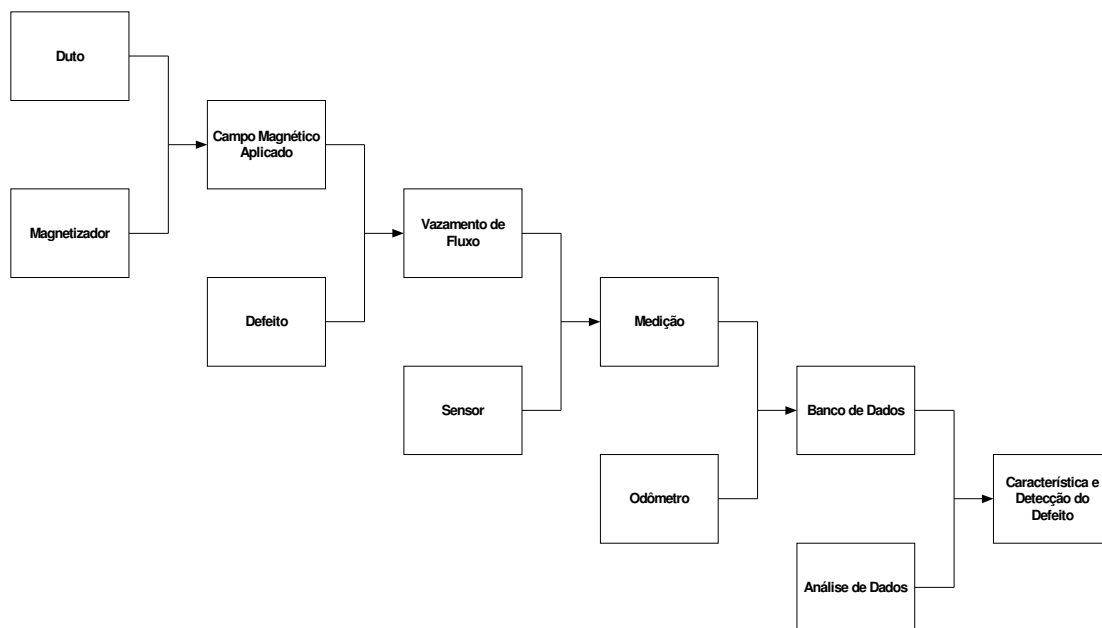 Duto
Campo Magnético
Aplicado
Magnetizador
Vazamento de
Fluxo
Defeito
Medição
Sensor
Banco de Dados
Odômetro
Característica e
Detecção do
Defeito
Análise de Dados